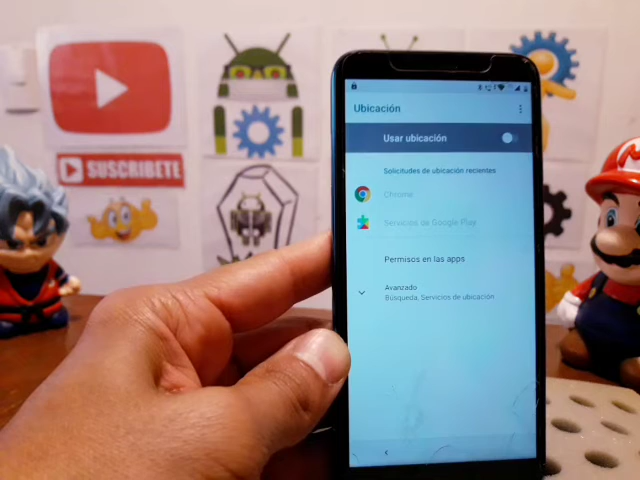 SUSCRIBETE
Ubicación
Usar ubicación
Solicitudes de ubicación recientes
Chrome
Servicios de Google Play
Permisos en las apps
Avanzado
Búsqueda, Servicios de ubicación